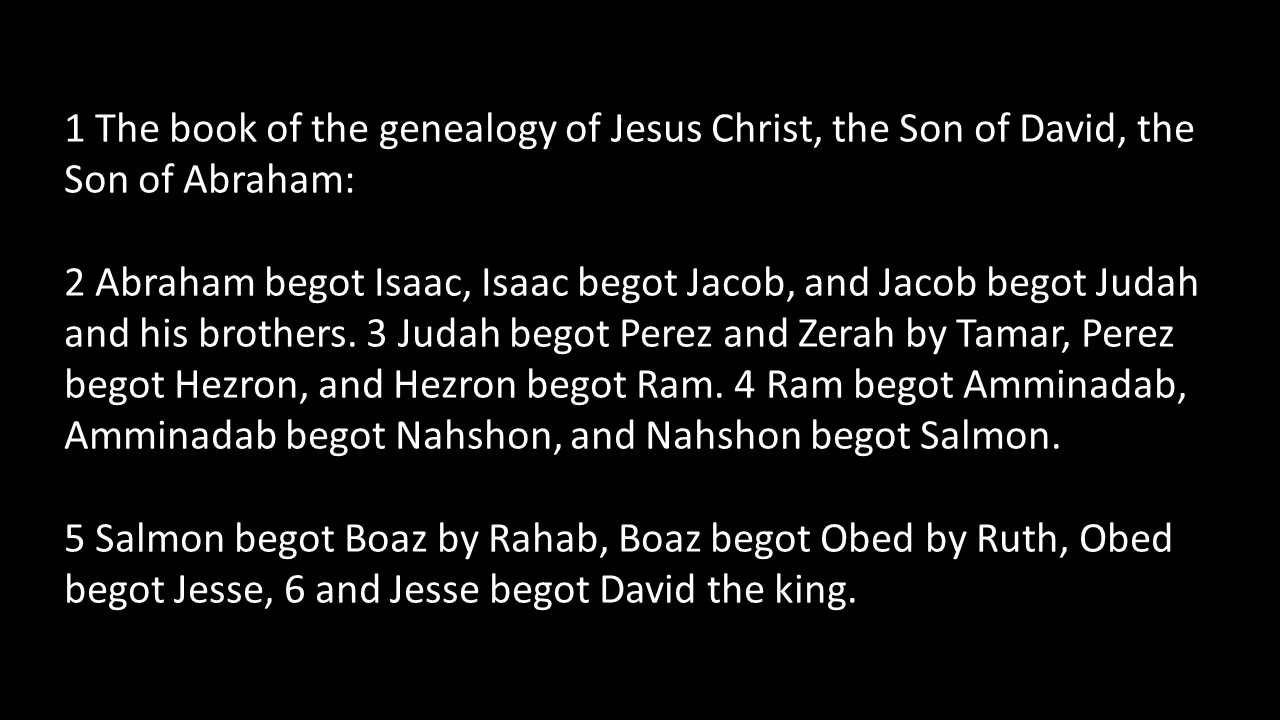 1 The book of the genealogy of Jesus Christ, the Son of David, the
Son of Abraham:
2 Abraham begot Isaac, Isaac begot Jacob, and Jacob begot Judah
and his brothers. 3 Judah begot Perez and Zerah by Tamar, Perez
begot Hezron, and Hezron begot Ram. 4 Ram begot Amminadab,
Amminadab begot Nahshon, and Nahshon begot Salmon.
5 Salmon begot Boaz by Rahab, Boaz begot Obed by Ruth, Obed
begot Jesse, 6 and Jesse begot David the king.